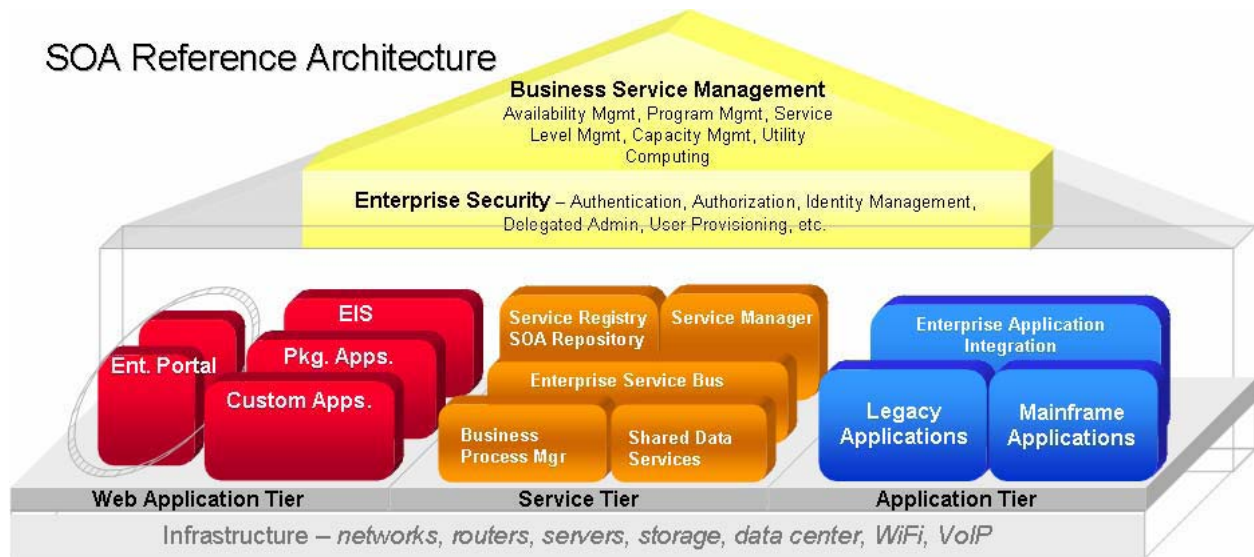 SOA Reference Architecture
Business Service Management
Availability Mgmt, Program Mgmt, Service
Level Mgmt, Capacity Mgmt, Utility
Computing
Enterprise Security – Authentication, Authorization, Identity Management,
Delegated Admin, User Provisioning, etc.
Ent. Portal
EIS
Pkg. Apps.
Custom Apps.
Service Registry
SOA Repository
Service Manager
Enterprise Service Bus
Business
Process Mgr
Shared Data
Services
Enterprise Application
Integration
Legacy
Applications
Mainframe
Applications
Web Application Tier
Service Tier
Application Tier
Infrastructure – networks, routers, servers, storage, data center, WiFi, VoIP